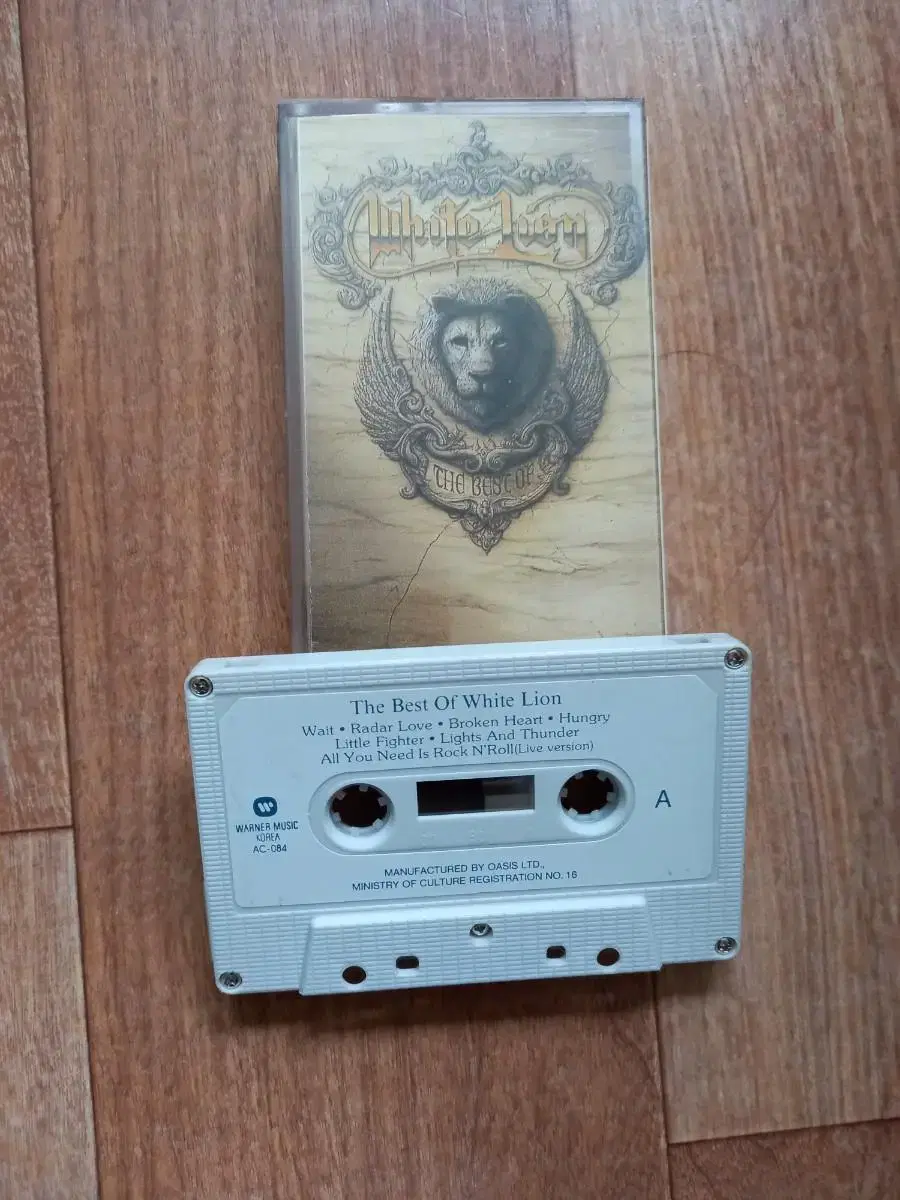 White Lion
THE BEST OF
The Best Of White Lion
Wait • Radar Love • Broken Heart • Hungry
Little Fighter • Lights And Thunder
All You Need Is Rock N'Roll(Live version)
A
WARNER MUSIC
KOREA
AC-084
MANUFACTURED BY OASIS LTD.,
MINISTRY OF CULTURE REGISTRATION NO. 16